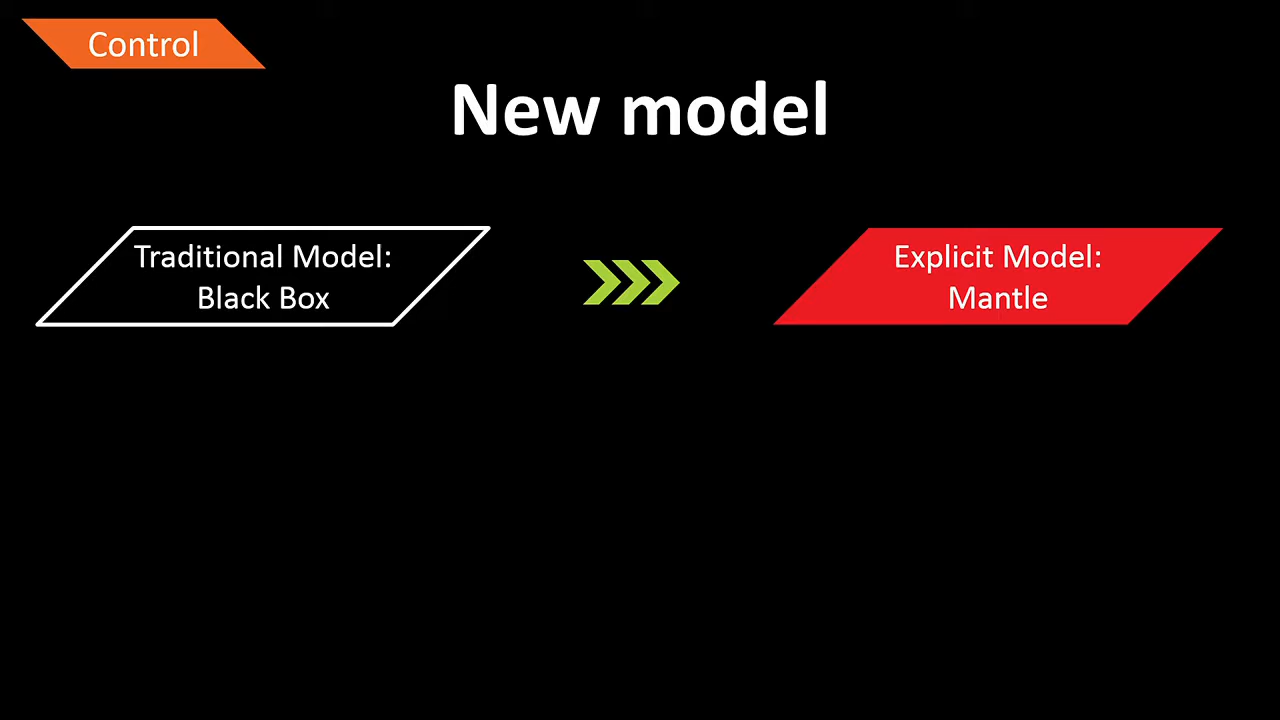 Control
New model
Traditional Model:
Black Box
Explicit Model:
Mantle